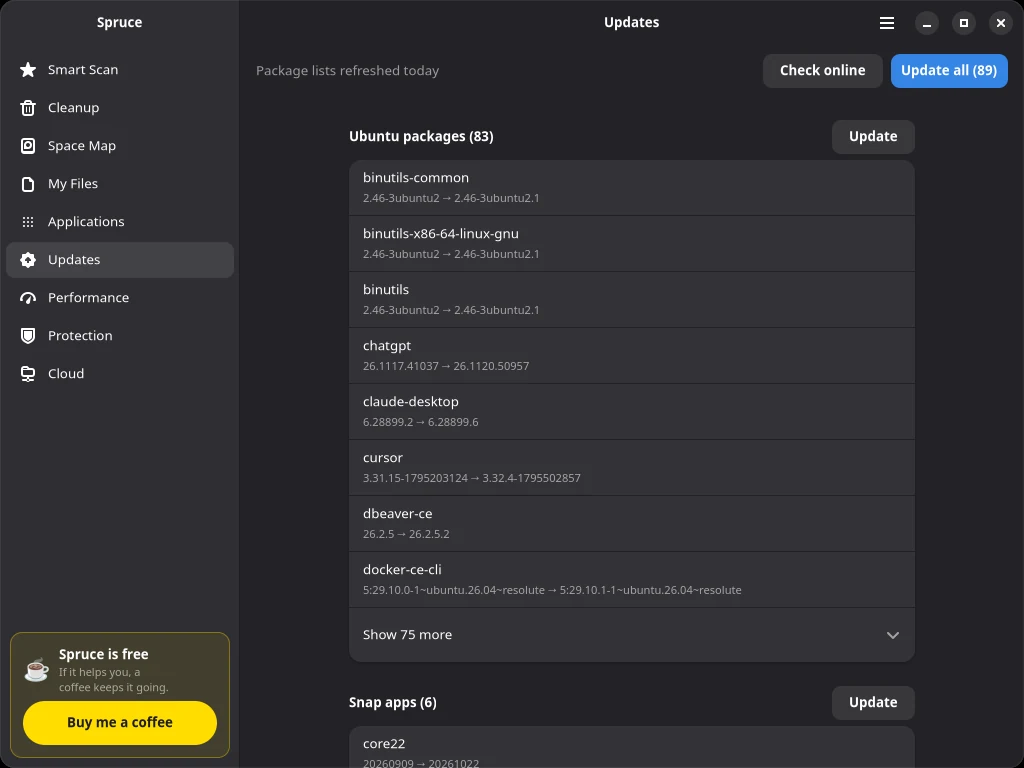 Spruce
Updates
Smart Scan
Cleanup
Space Map
My Files
Applications
Updates
Performance
Protection
Cloud
Spruce is free
If it helps you, a
coffee keeps it going.
Buy me a coffee
Package lists refreshed today
Check online
Update all (89)
Ubuntu packages (83)
Update
binutils-common
2.46-3ubuntu2 → 2.46-3ubuntu2.1
binutils-x86-64-linux-gnu
2.46-3ubuntu2 → 2.46-3ubuntu2.1
binutils
2.46-3ubuntu2 → 2.46-3ubuntu2.1
chatgpt
26.1117.41037 → 26.1120.50957
claude-desktop
6.28899.2 → 6.28899.6
cursor
3.31.15-1795203124 → 3.32.4-1795502857
dbeaver-ce
26.2.5 → 26.2.5.2
docker-ce-cli
5:29.10.0-1~ubuntu.26.04~resolute → 5:29.10.1-1~ubuntu.26.04~resolute
Show 75 more
Snap apps (6)
Update
core22
20260909 → 20261022